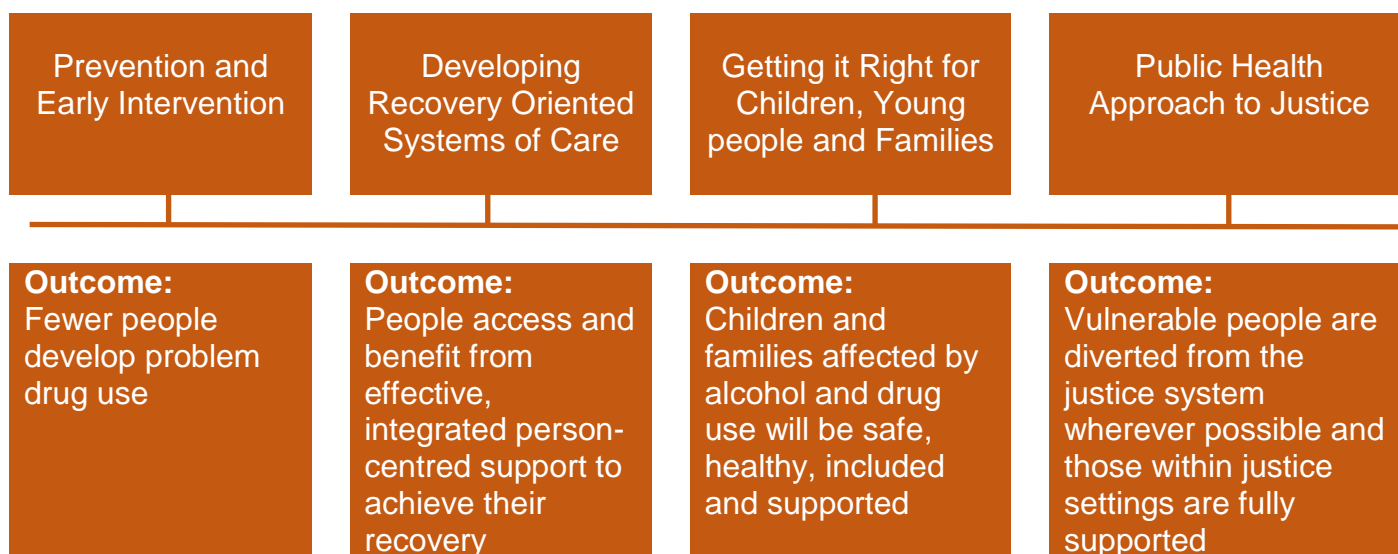 Prevention and
Early Intervention
Developing
Recovery Oriented
Systems of Care
Getting it Right for
Children, Young
people and Families
Public Health
Approach to Justice
Outcome:
Fewer people
develop problem
drug use
Outcome:
People access and
benefit from
effective,
integrated person-
centred support to
achieve their
recovery
Outcome:
Children and
families affected by
alcohol and drug
use will be safe,
healthy, included
and supported
Outcome:
Vulnerable people are
diverted from the
justice system
wherever possible and
those within justice
settings are fully
supported